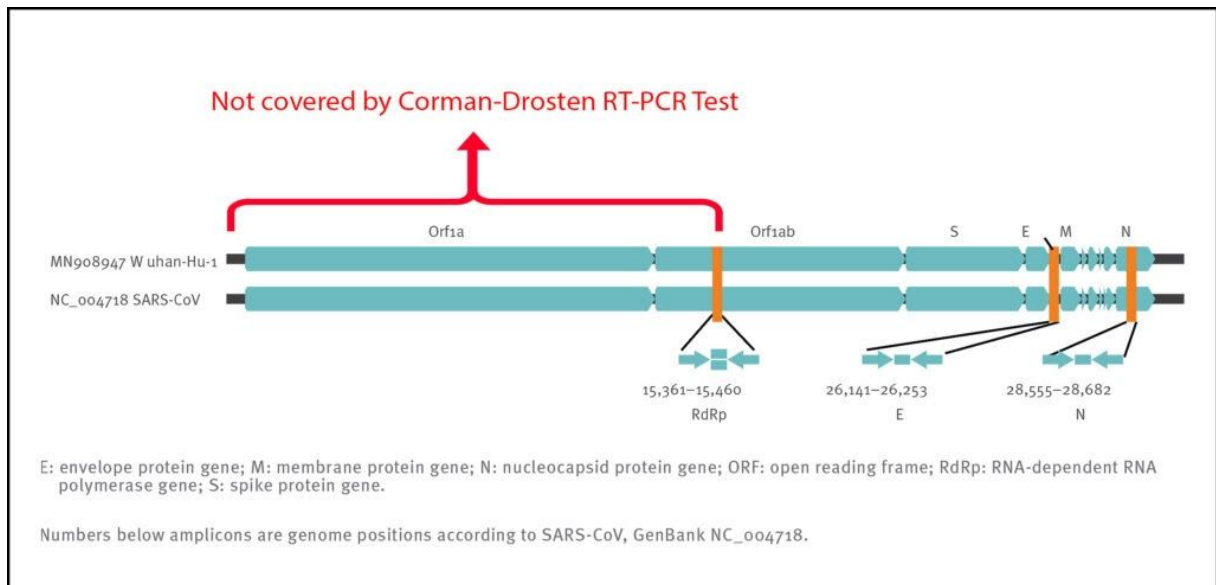 Not covered by Corman-Drosten RT-PCR Test
Orf1a Orf1ab S E M N
MN908947 W uhan-Hu-1
NC_004718 SARS-CoV
15,361–15,460 26,141–26,253 28,555–28,682
RdRp E N
E: envelope protein gene; M: membrane protein gene; N: nucleocapsid protein gene; ORF: open reading frame; RdRp: RNA-dependent RNA
polymerase gene; S: spike protein gene.
Numbers below amplicons are genome positions according to SARS-CoV, GenBank NC_004718.